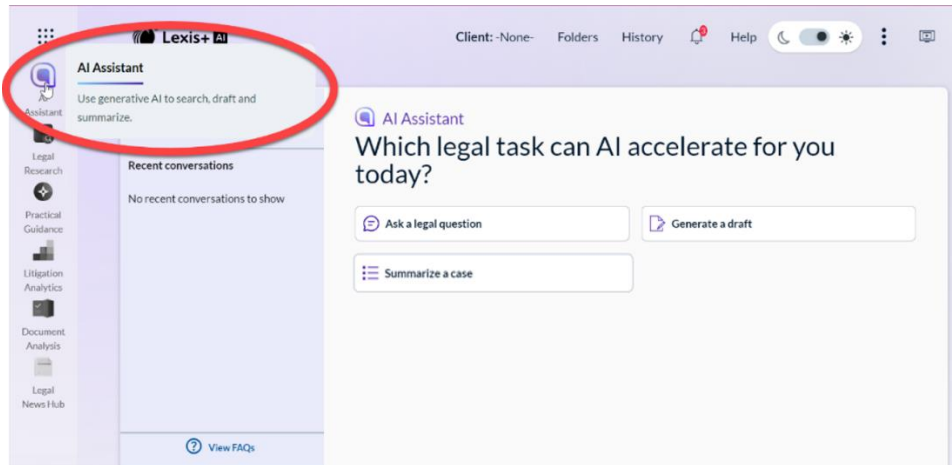 Lexis+ AI
Client: -None- Folders History Help
AI Assistant
Use generative AI to search, draft and
summarize.
AI
Assistant
Legal
Research
Practical
Guidance
Litigation
Analytics
Document
Analysis
Legal
News Hub
Recent conversations
No recent conversations to show
View FAQs
AI Assistant
Which legal task can AI accelerate for you
today?
Ask a legal question
Generate a draft
Summarize a case